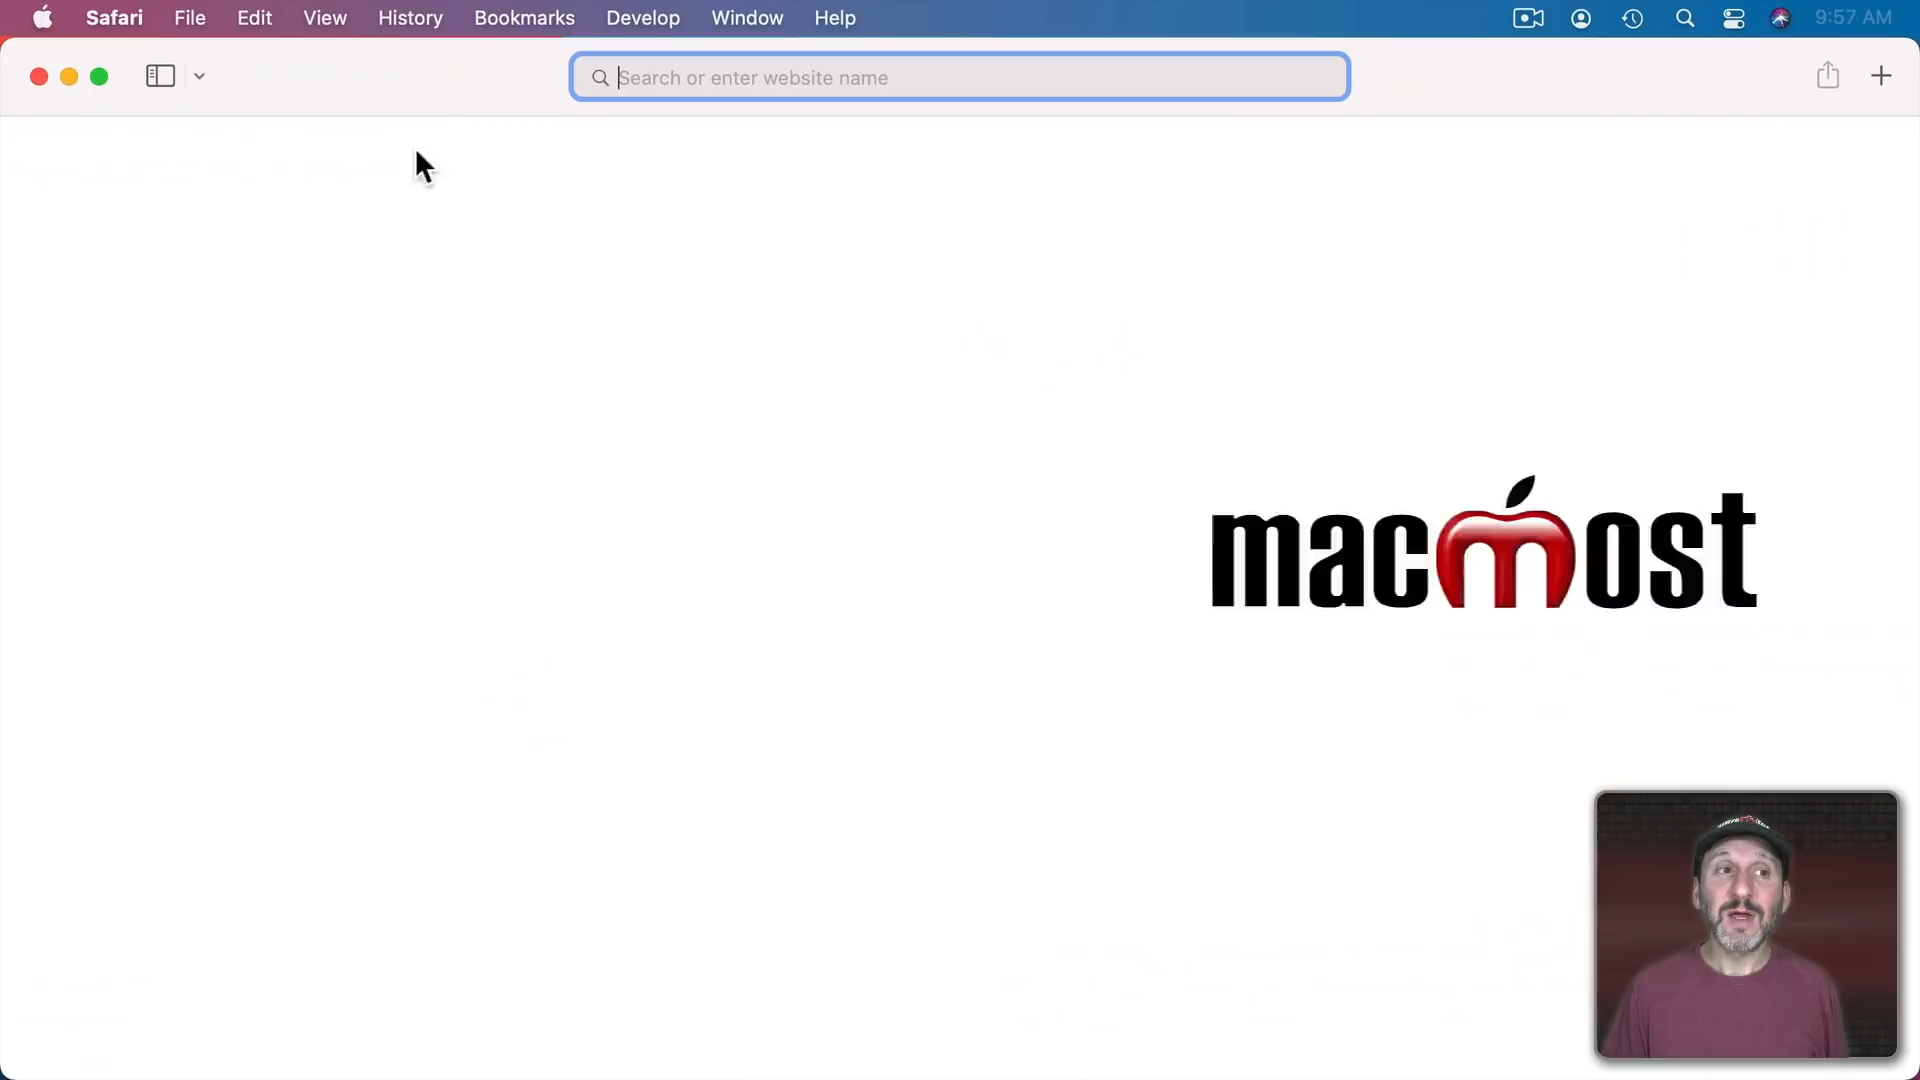 Safari File Edit View History Bookmarks Develop Window Help 9:57 AM
Search or enter website name
macmost